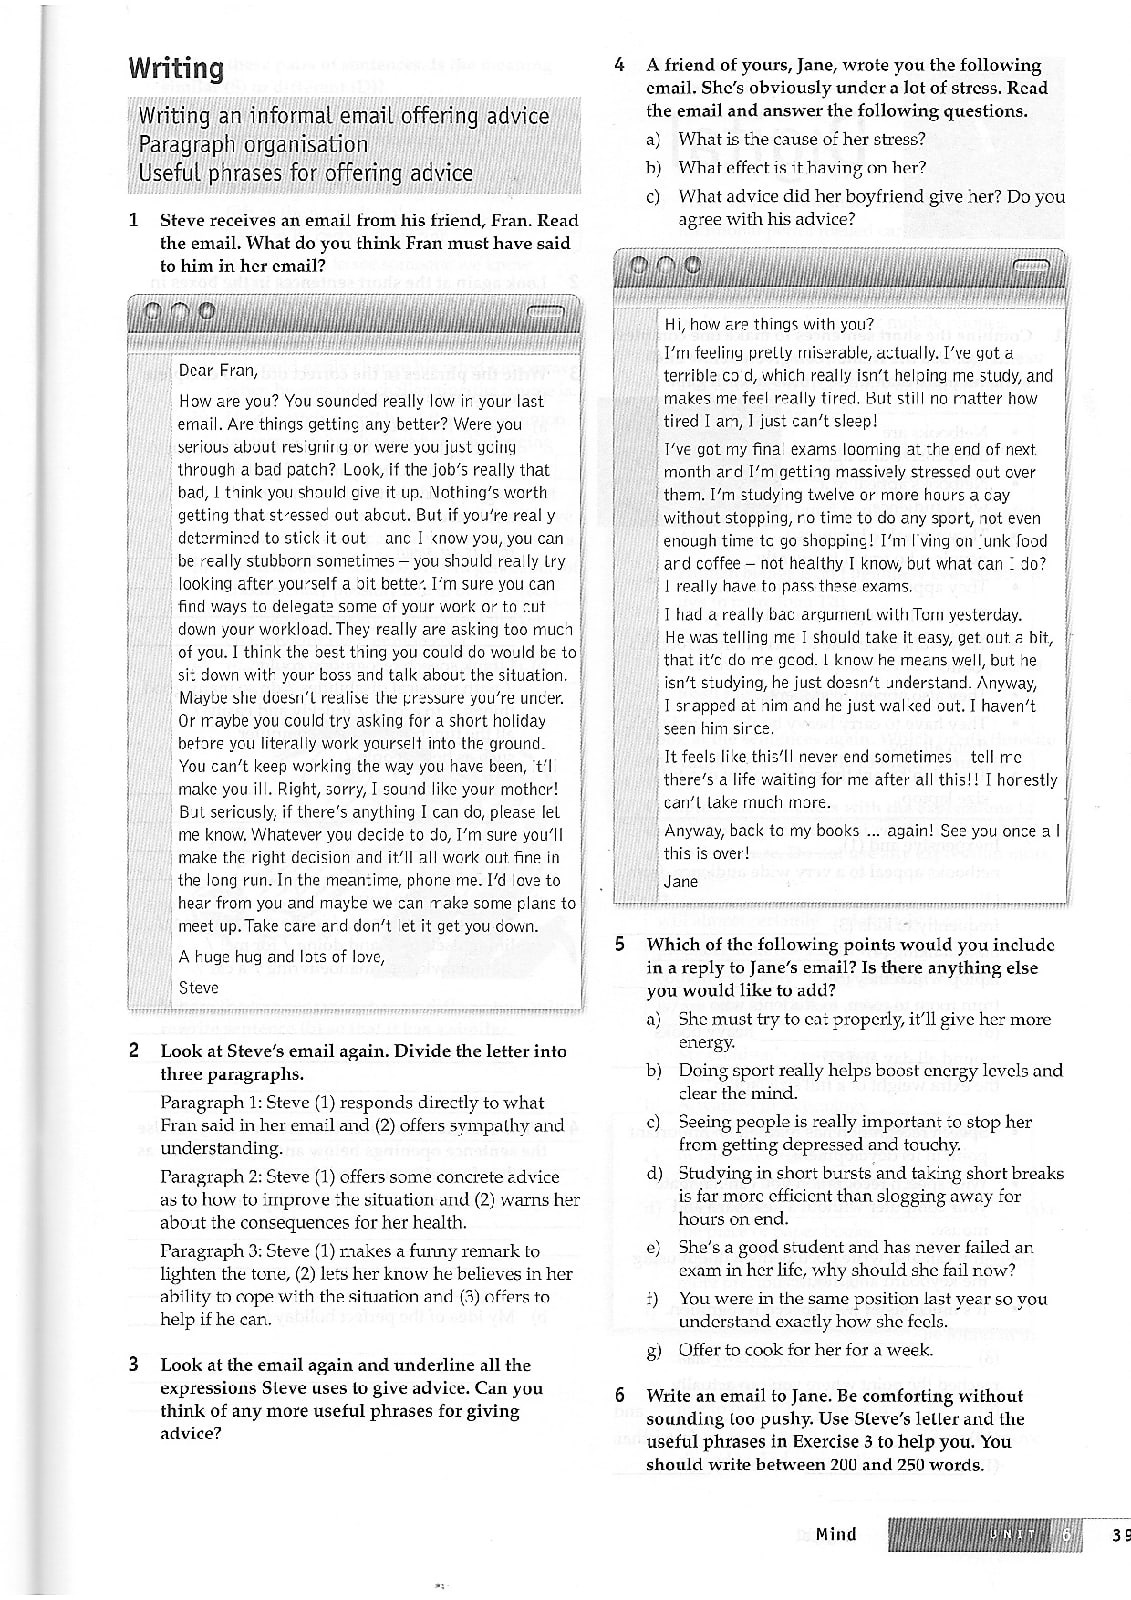 Writing
Writing an informal email offering advice
Paragraph organisation
Useful phrases for offering advice
1 Steve receives an email from his friend, Fran. Read
the email. What do you think Fran must have said
to him in her email?
Dear Fran,
How are you? You sounded really low in your last
email. Are things getting any better? Were you
serious about resigning or were you just going
through a bad patch? Look, if the job's really that
bad, I think you should give it up. Nothing's worth
getting that stressed out about. But if you're really
determined to stick it out – and I know you, you can
be really stubborn sometimes – you should really try
looking after yourself a bit better. I'm sure you can
find ways to delegate some of your work or to cut
down your workload. They really are asking too much
of you. I think the best thing you could do would be to
sit down with your boss and talk about the situation.
Maybe she doesn't realise the pressure you're under.
Or maybe you could try asking for a short holiday
before you literally work yourself into the ground.
You can't keep working the way you have been, it'll
make you ill. Right, sorry, I sound like your mother!
But seriously, if there's anything I can do, please let
me know. Whatever you decide to do, I'm sure you'll
make the right decision and it'll all work out fine in
the long run. In the meantime, phone me. I'd love to
hear from you and maybe we can make some plans to
meet up. Take care and don't let it get you down.
A huge hug and lots of love,
Steve
2 Look at Steve's email again. Divide the letter into
three paragraphs.
Paragraph 1: Steve (1) responds directly to what
Fran said in her email and (2) offers sympathy and
understanding.
Paragraph 2: Steve (1) offers some concrete advice
as to how to improve the situation and (2) warns her
about the consequences for her health.
Paragraph 3: Steve (1) makes a funny remark to
lighten the tone, (2) lets her know he believes in her
ability to cope with the situation and (3) offers to
help if he can.
3 Look at the email again and underline all the
expressions Steve uses to give advice. Can you
think of any more useful phrases for giving
advice?
4 A friend of yours, Jane, wrote you the following
email. She's obviously under a lot of stress. Read
the email and answer the following questions.
a) What is the cause of her stress?
b) What effect is it having on her?
c) What advice did her boyfriend give her? Do you
agree with his advice?
Hi, how are things with you?
I'm feeling pretty miserable, actually. I've got a
terrible cold, which really isn't helping me study, and
makes me feel really tired. But still no matter how
tired I am, I just can't sleep!
I've got my final exams looming at the end of next
month and I'm getting massively stressed out over
them. I'm studying twelve or more hours a day
without stopping, no time to do any sport, not even
enough time to go shopping! I'm living on junk food
and coffee – not healthy I know, but what can I do?
I really have to pass these exams.
I had a really bad argument with Tom yesterday.
He was telling me I should take it easy, get out a bit,
that it'd do me good. I know he means well, but he
isn't studying, he just doesn't understand. Anyway,
I snapped at him and he just walked out. I haven't
seen him since.
It feels like this'll never end sometimes – tell me
there's a life waiting for me after all this!! I honestly
can't take much more.
Anyway, back to my books ... again! See you once all
this is over!
Jane
5 Which of the following points would you include
in a reply to Jane's email? Is there anything else
you would like to add?
a) She must try to eat properly, it'll give her more
energy.
b) Doing sport really helps boost energy levels and
clear the mind.
c) Seeing people is really important to stop her
from getting depressed and touchy.
d) Studying in short bursts and taking short breaks
is far more efficient than slogging away for
hours on end.
e) She's a good student and has never failed an
exam in her life, why should she fail now?
f) You were in the same position last year so you
understand exactly how she feels.
g) Offer to cook for her for a week.
6 Write an email to Jane. Be comforting without
sounding too pushy. Use Steve's letter and the
useful phrases in Exercise 3 to help you. You
should write between 200 and 250 words.
Mind UNIT 6 39